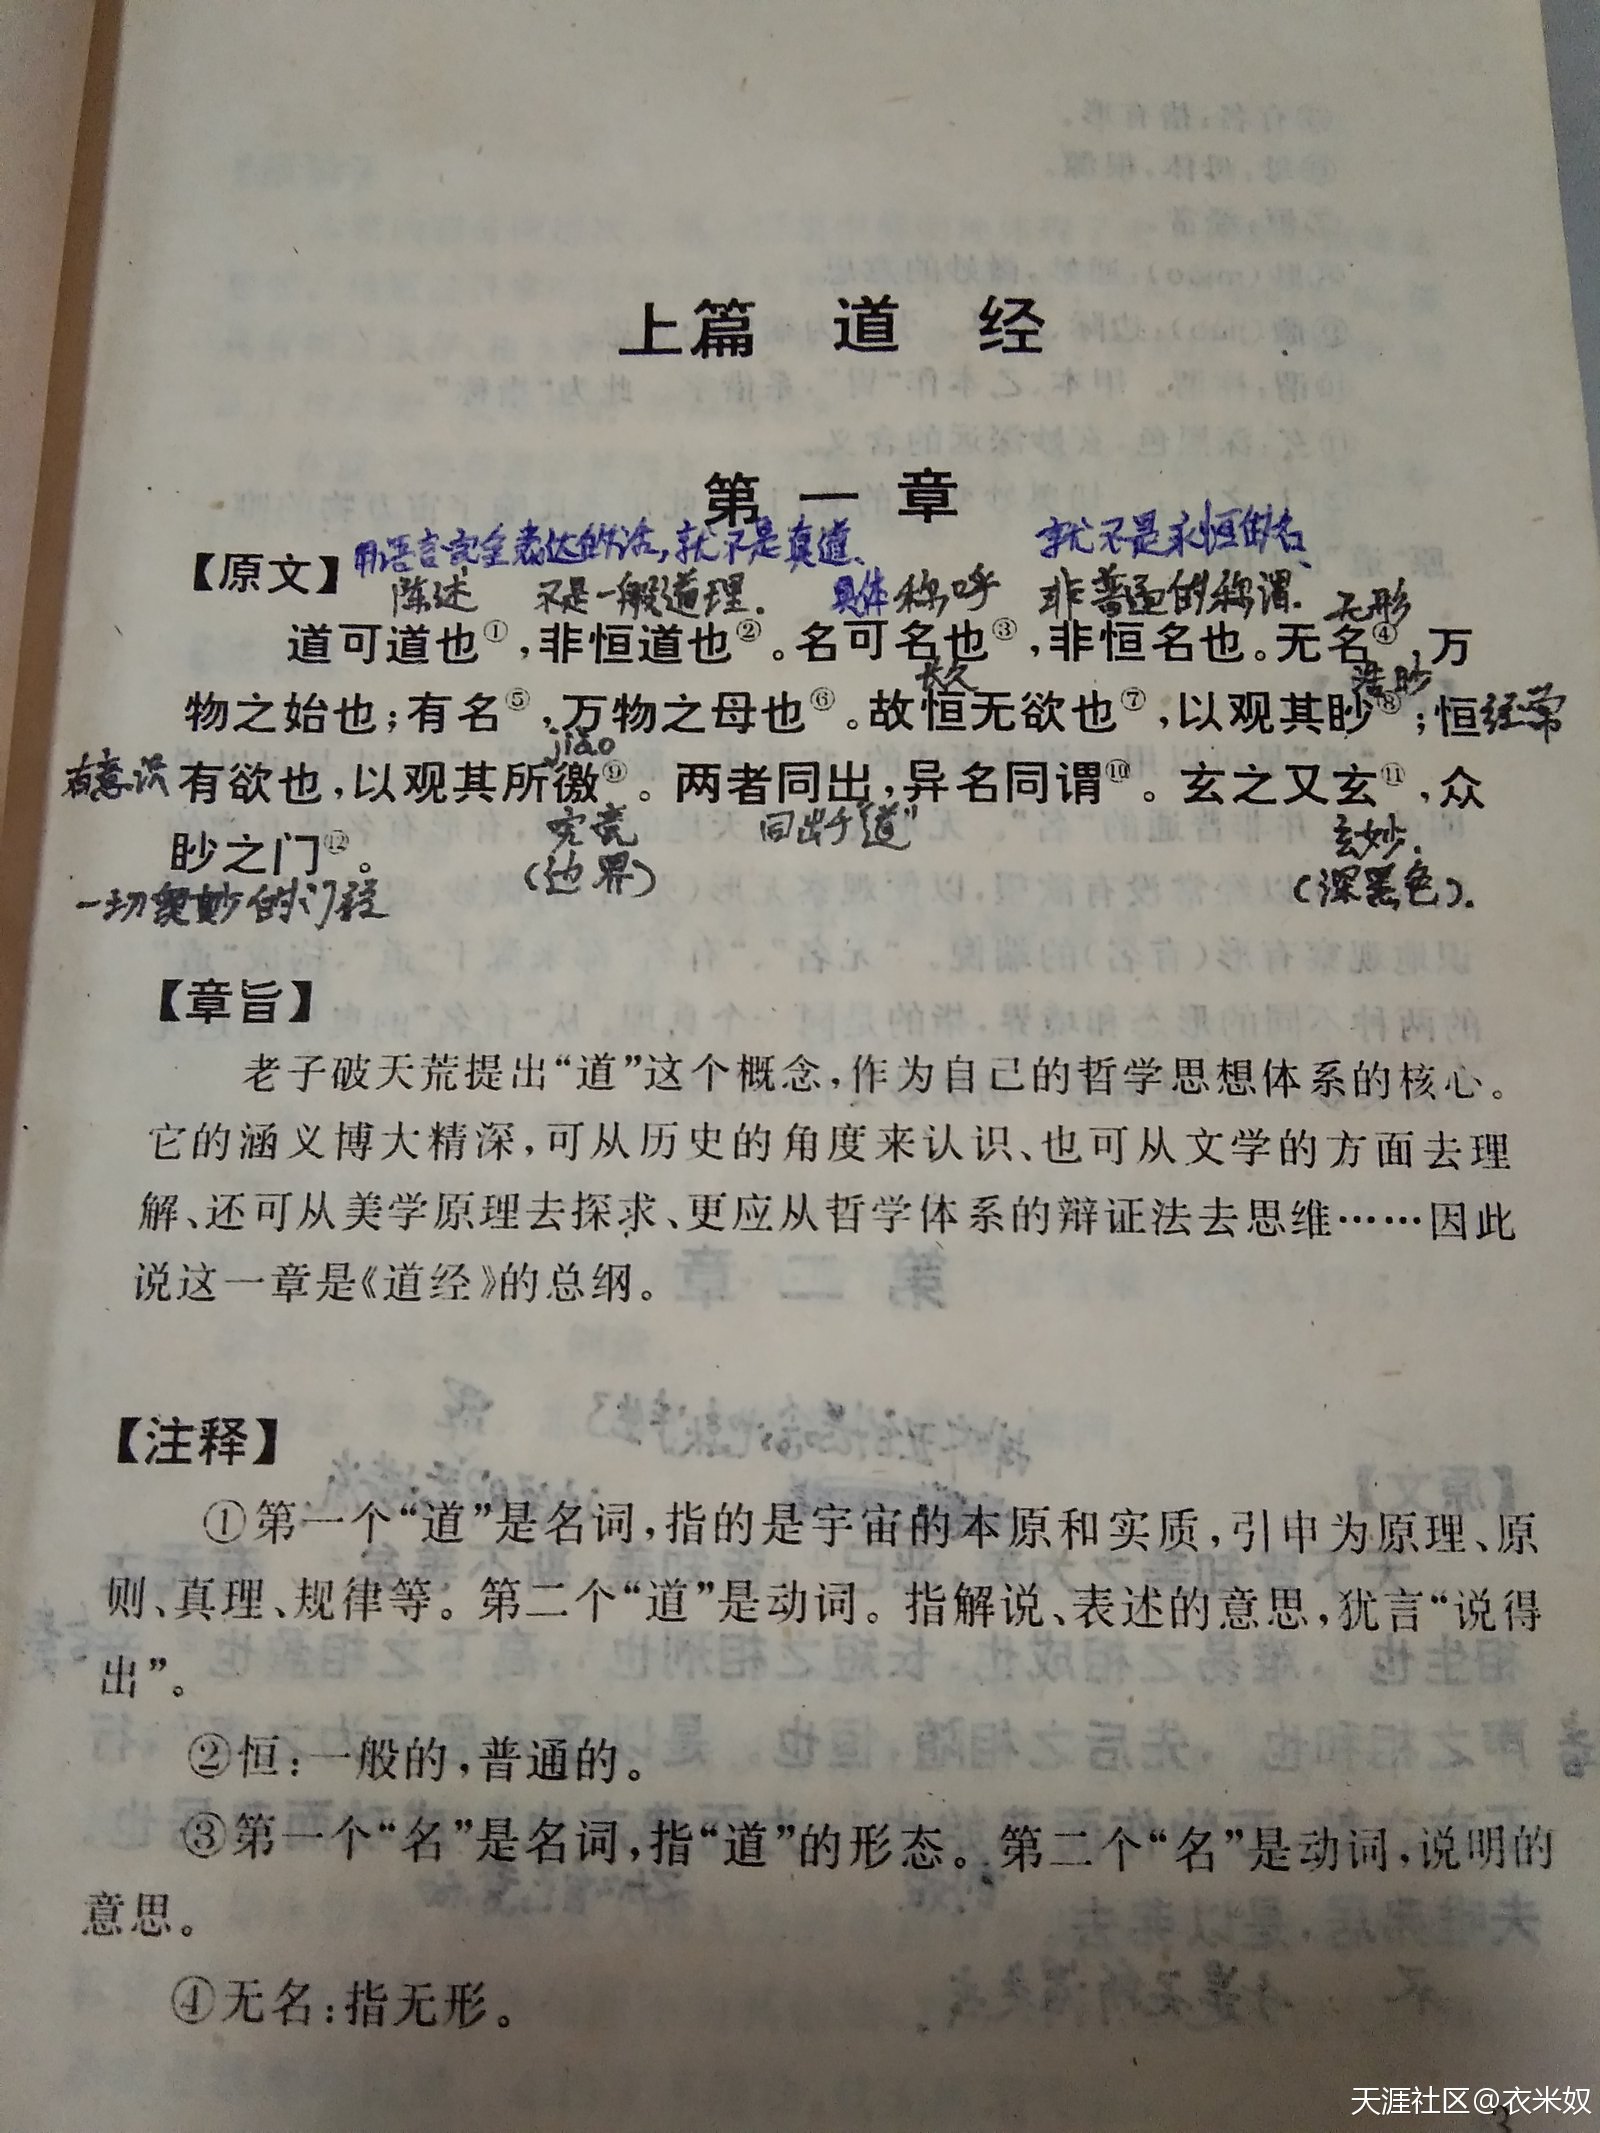 上篇 道 经
第 一 章
用语言完全表达的话,就不是真道、 就不是永恒的名、
【原文】
陈述 不是一般道理. 具体称呼 非普通的称谓. 无形
道可道也①,非恒道也②。名可名也③,非恒名也。无名④,万
长久 浩眇
物之始也;有名⑤,万物之母也⑥。故恒无欲也⑦,以观其眇⑧;恒经常
jiào
有意识 有欲也,以观其所徼⑨。两者同出,异名同谓⑩。玄之又玄⑪,众
究竟 同出于“道” 玄妙.
眇之门⑫。
(边界) (深黑色).
一切奥妙的门径
【章旨】
老子破天荒提出“道”这个概念,作为自己的哲学思想体系的核心。
它的涵义博大精深,可从历史的角度来认识、也可从文学的方面去理
解、还可从美学原理去探求、更应从哲学体系的辩证法去思维……因此
说这一章是《道经》的总纲。
【注释】
①第一个“道”是名词,指的是宇宙的本原和实质,引申为原理、原
则、真理、规律等。第二个“道”是动词。指解说、表述的意思,犹言“说得
出”。
②恒:一般的,普通的。
③第一个“名”是名词,指“道”的形态。第二个“名”是动词,说明的
意思。
④无名:指无形。
3
天涯社区@衣米奴